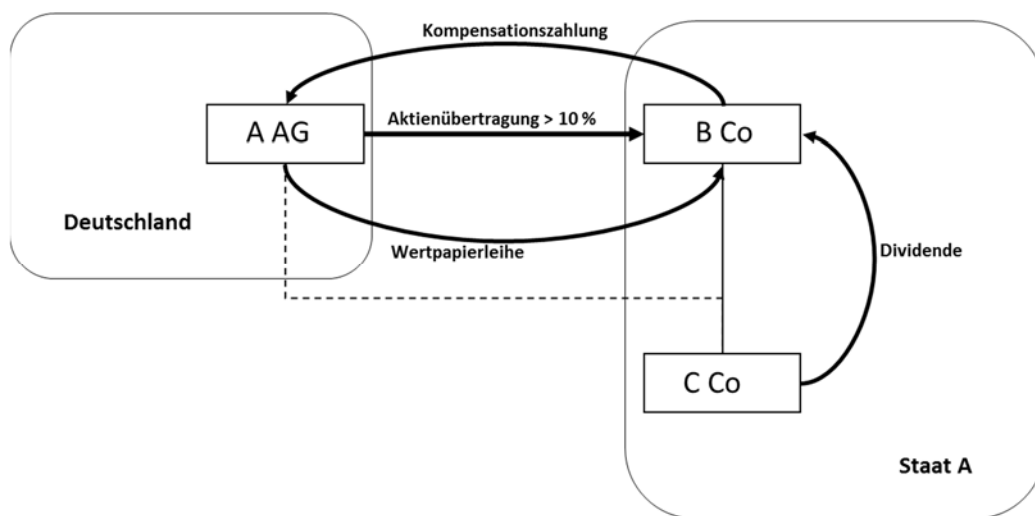 Kompensationszahlung
A AG
Aktienübertragung > 10 %
B Co
Deutschland
Wertpapierleihe
Dividende
C Co
Staat A